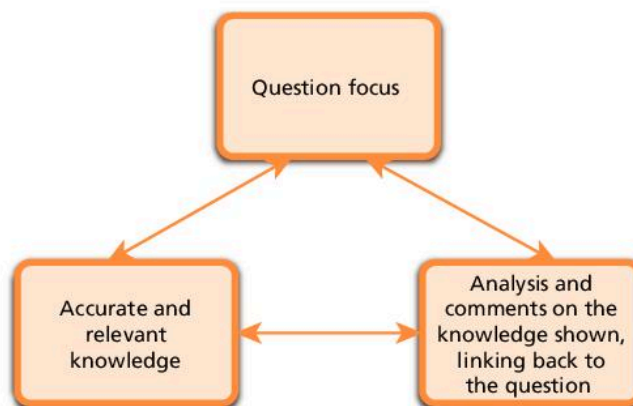 Question focus
Accurate and
relevant
knowledge
Analysis and
comments on the
knowledge shown,
linking back to
the question